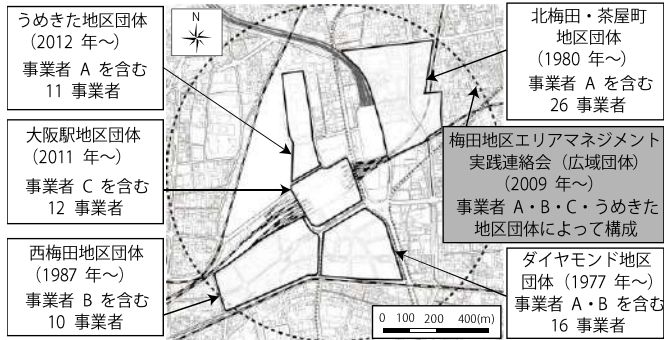 うめきた地区団体
(2012 年～)
事業者 A を含む
11 事業者
大阪駅地区団体
(2011 年～)
事業者 C を含む
12 事業者
西梅田地区団体
(1987 年～)
事業者 B を含む
10 事業者
N
北梅田・茶屋町
地区団体
(1980 年～)
事業者 A を含む
26 事業者
梅田地区エリアマネジメント
実践連絡会（広域団体）
(2009 年～)
事業者 A・B・C・うめきた
地区団体によって構成
ダイヤモンド地区
団体（1977 年～）
事業者 A・B を含む
16 事業者
0 100 200 400(m)